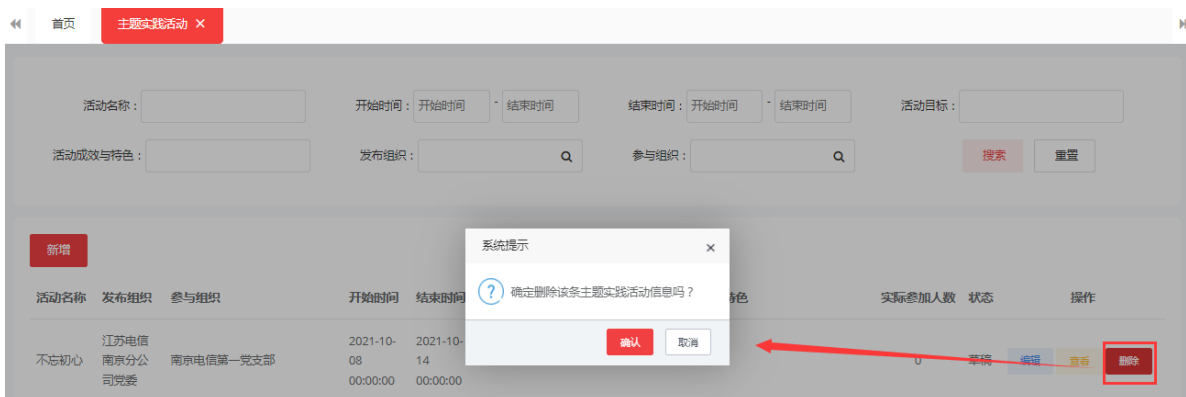 首页 主题实践活动 ×
活动名称： 开始时间： 开始时间 - 结束时间 结束时间： 开始时间 - 结束时间 活动目标：
活动成效与特色： 发布组织： 参与组织： 搜索 重置
新增
系统提示 ×
确定删除该条主题实践活动信息吗？
确认 取消
活动名称 发布组织 参与组织 开始时间 结束时间 特色 实际参加人数 状态 操作
不忘初心 江苏电信 南京电信第一党支部 2021-10- 2021-10- 0 草稿 编辑 查看 删除
南京分公 08 14
司党委 00:00:00 00:00:00